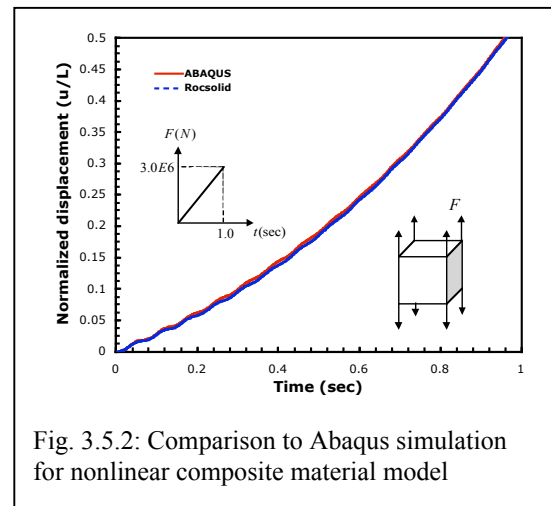 0.5
0.45
0.4
0.35
0.3
0.25
0.2
0.15
0.1
0.05
0
Normalized displacement (u/L)
ABAQUS
Rocsolid
F(N)
3.0E6
1.0
t(sec)
F
0 0.2 0.4 0.6 0.8 1
Time (sec)
Fig. 3.5.2: Comparison to Abaqus simulation
for nonlinear composite material model